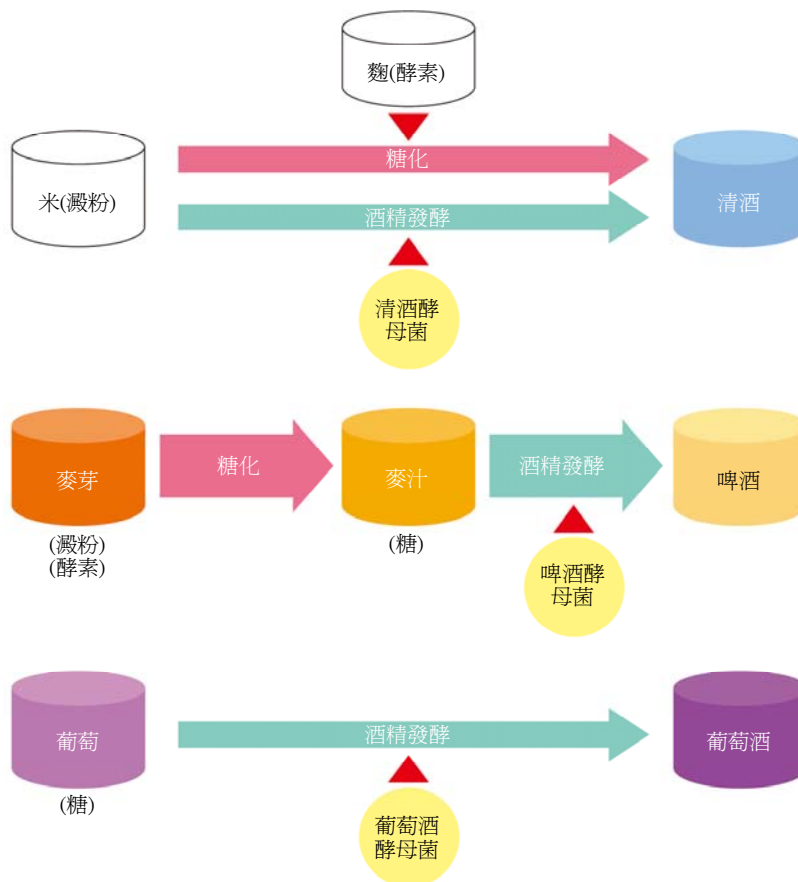 麴(酵素)
糖化
米(澱粉)
清酒
酒精發酵
清酒酵
母菌
麥芽
糖化
麥汁
酒精發酵
啤酒
(澱粉)
(酵素)
(糖)
啤酒酵
母菌
葡萄
酒精發酵
葡萄酒
(糖)
葡萄酒
酵母菌